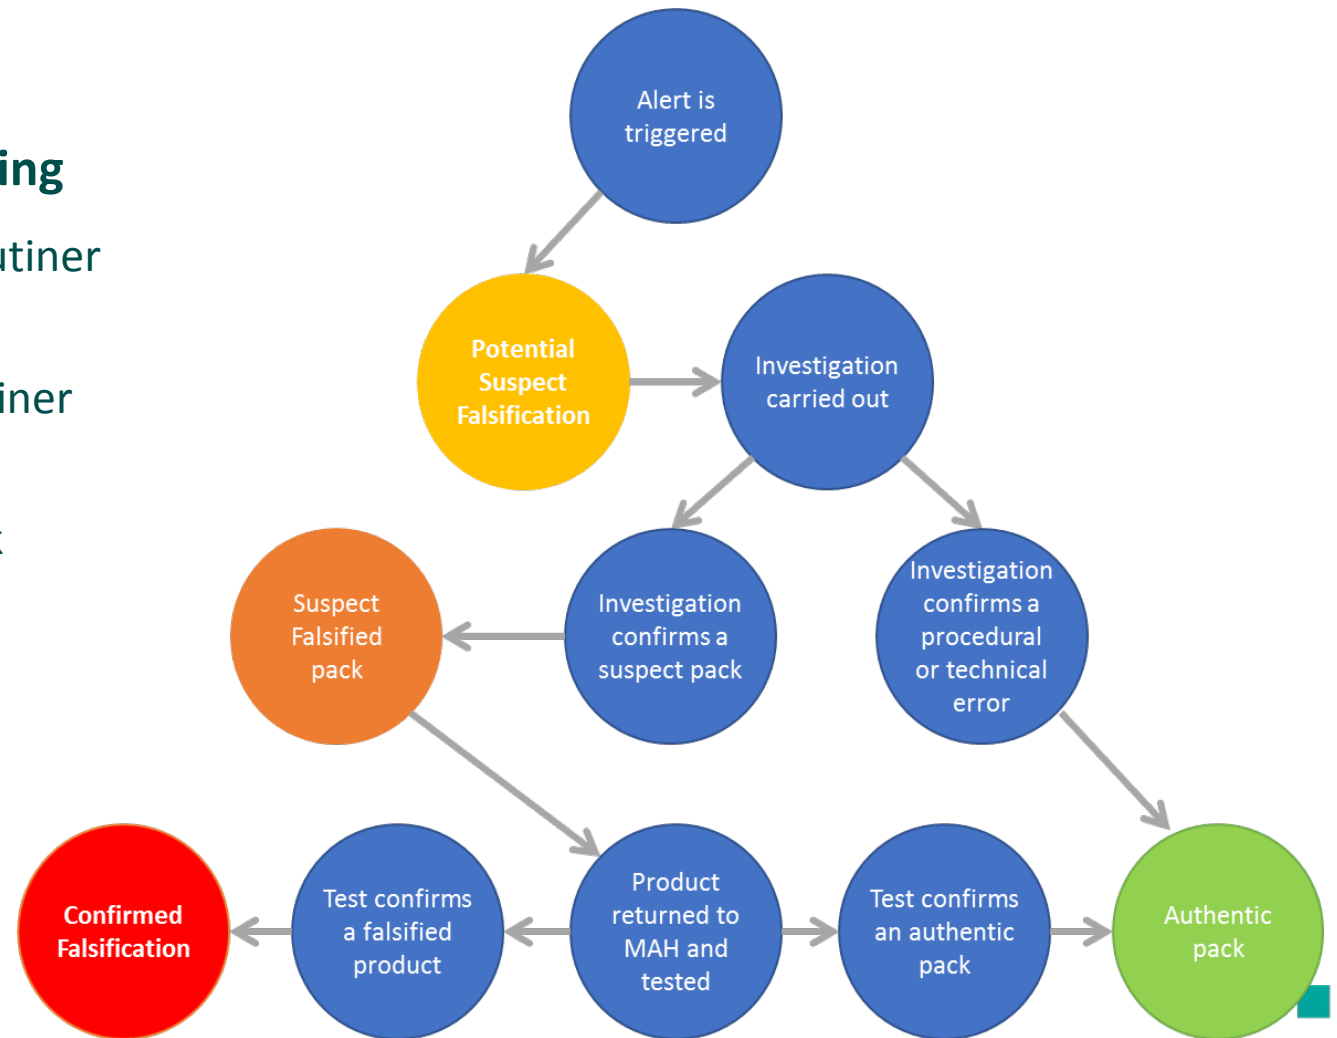 Alert is
triggered
ing
utiner
iner
k
Potential
Suspect
Falsification
Investigation
carried out
Suspect
Falsified
pack
Investigation
confirms a
suspect pack
Investigation
confirms a
procedural
or technical
error
Confirmed
Falsification
Test confirms
a falsified
product
Product
returned to
MAH and
tested
Test confirms
an authentic
pack
Authentic
pack